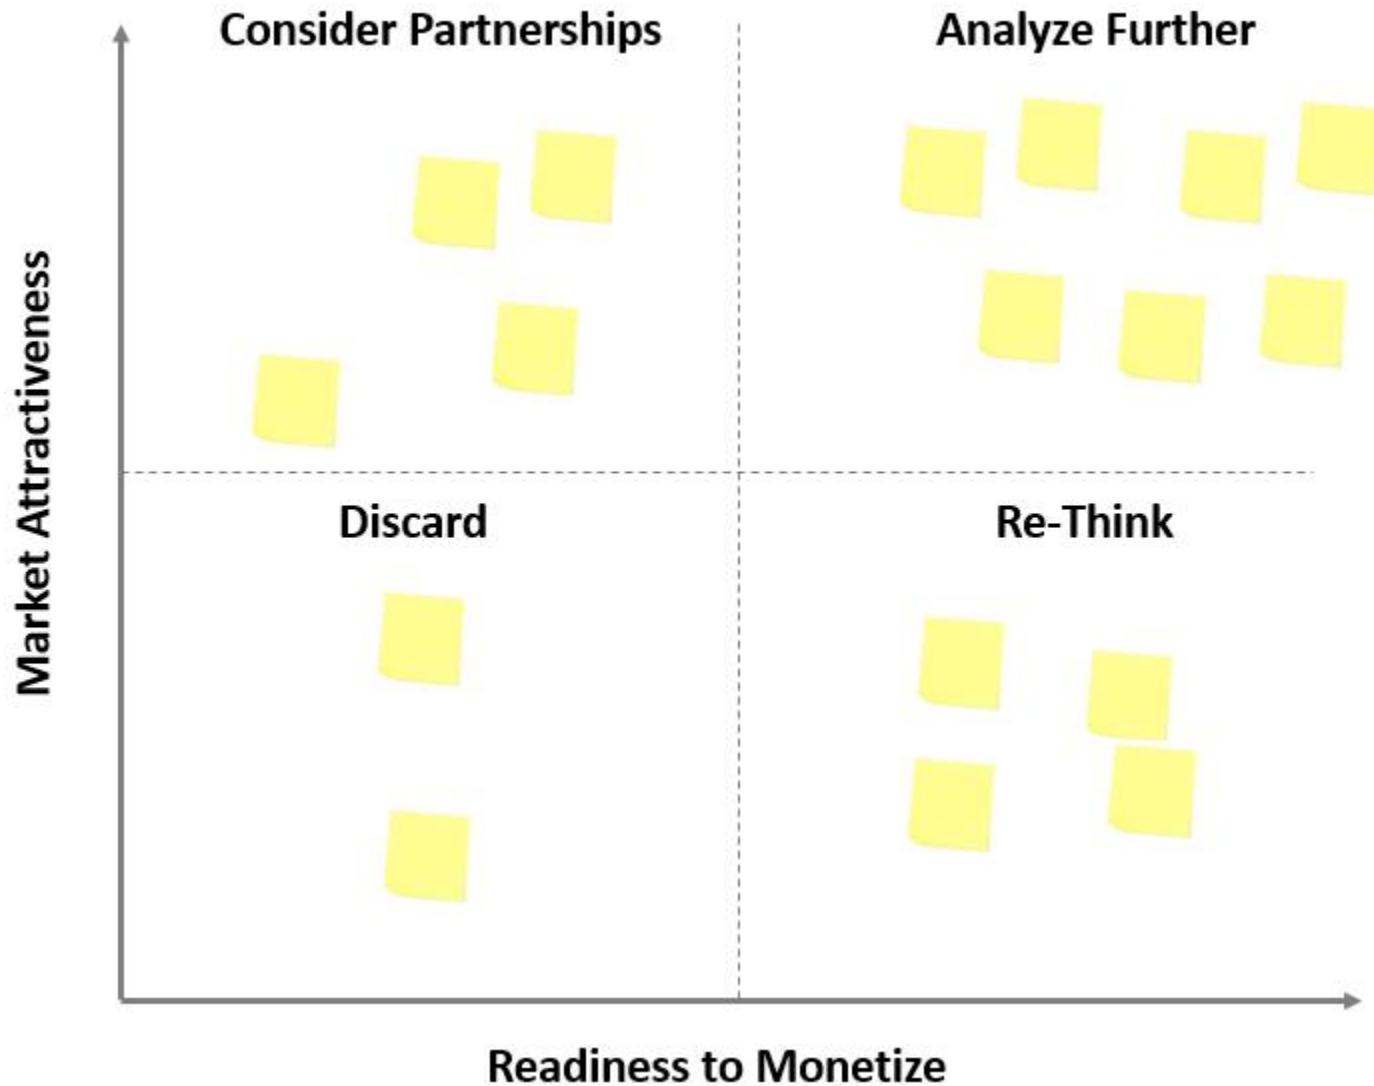 Consider Partnerships
Analyze Further
Market Attractiveness
Discard
Re-Think
Readiness to Monetize